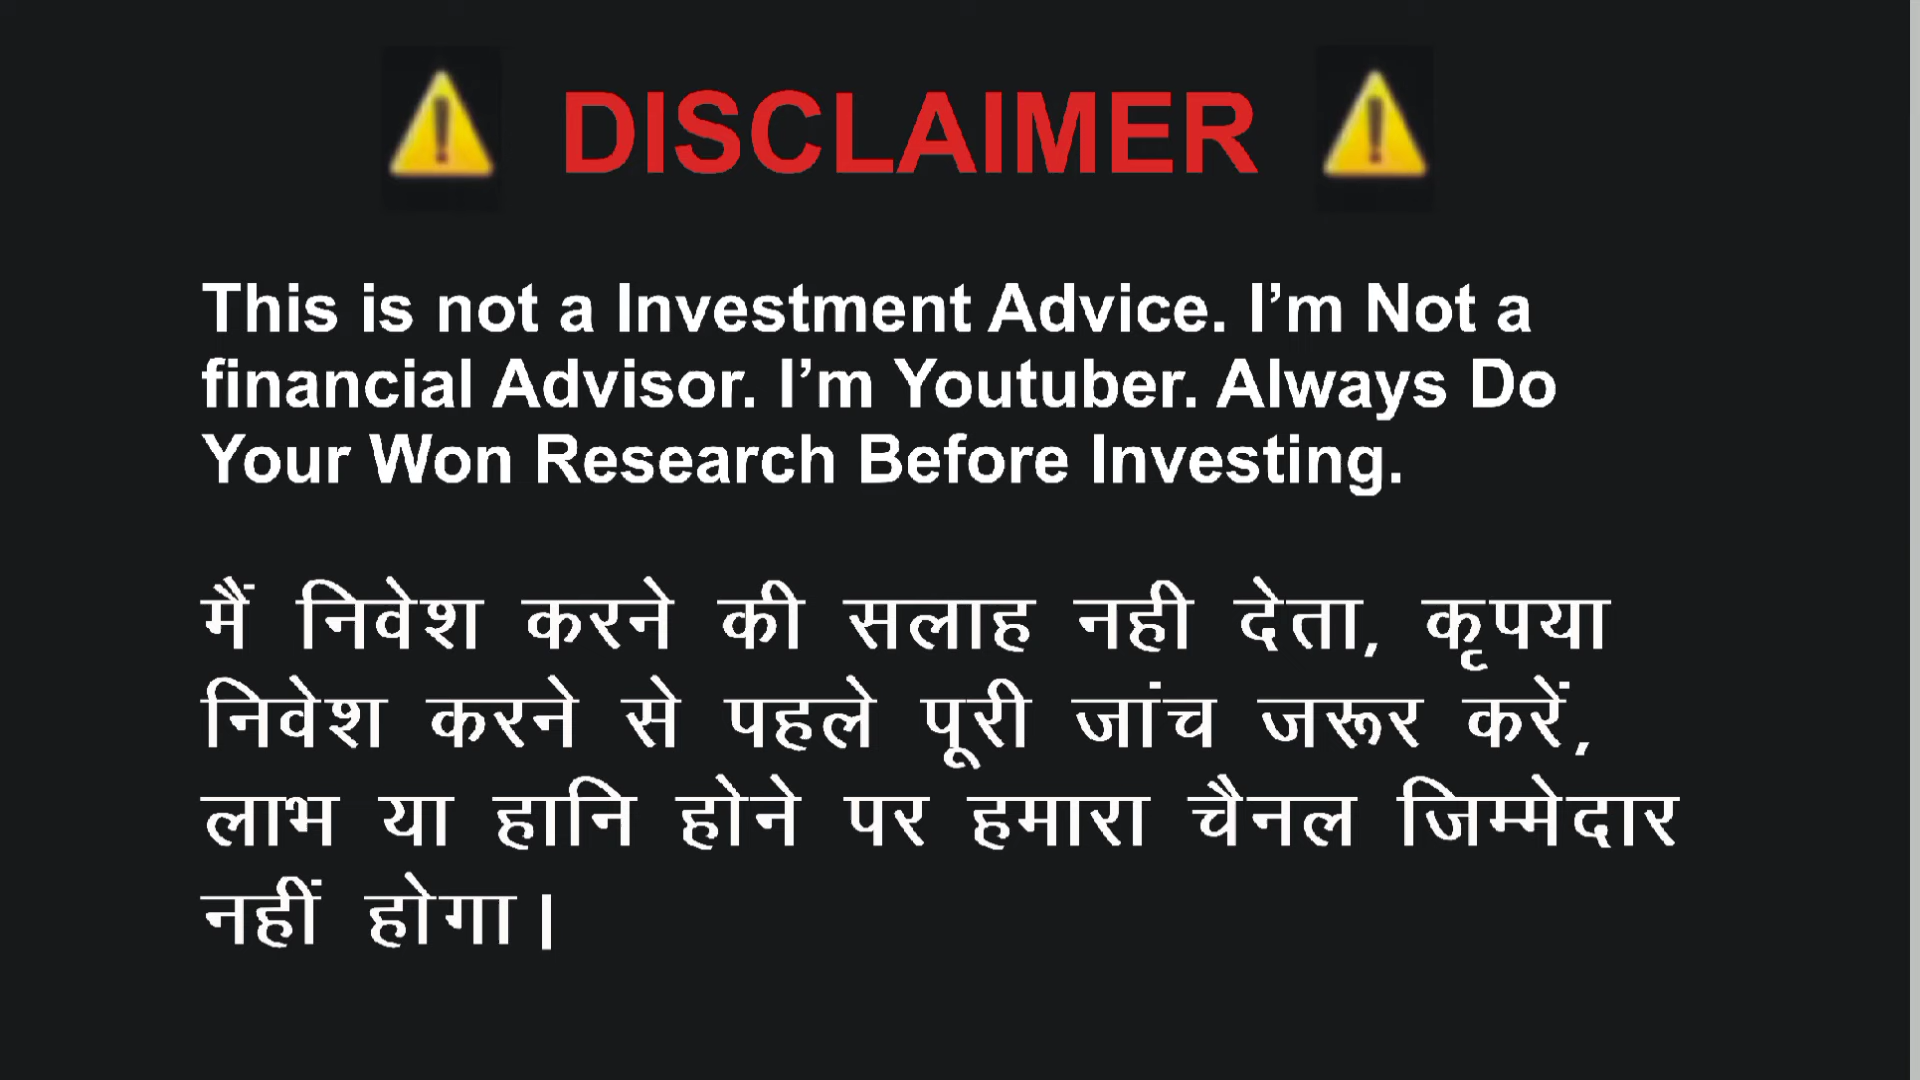 DISCLAIMER
This is not a Investment Advice. I’m Not a
financial Advisor. I’m Youtuber. Always Do
Your Won Research Before Investing.
मैं निवेश करने की सलाह नही देता, कृपया
निवेश करने से पहले पूरी जांच जरूर करें,
लाभ या हानि होने पर हमारा चैनल जिम्मेदार
नहीं होगा।